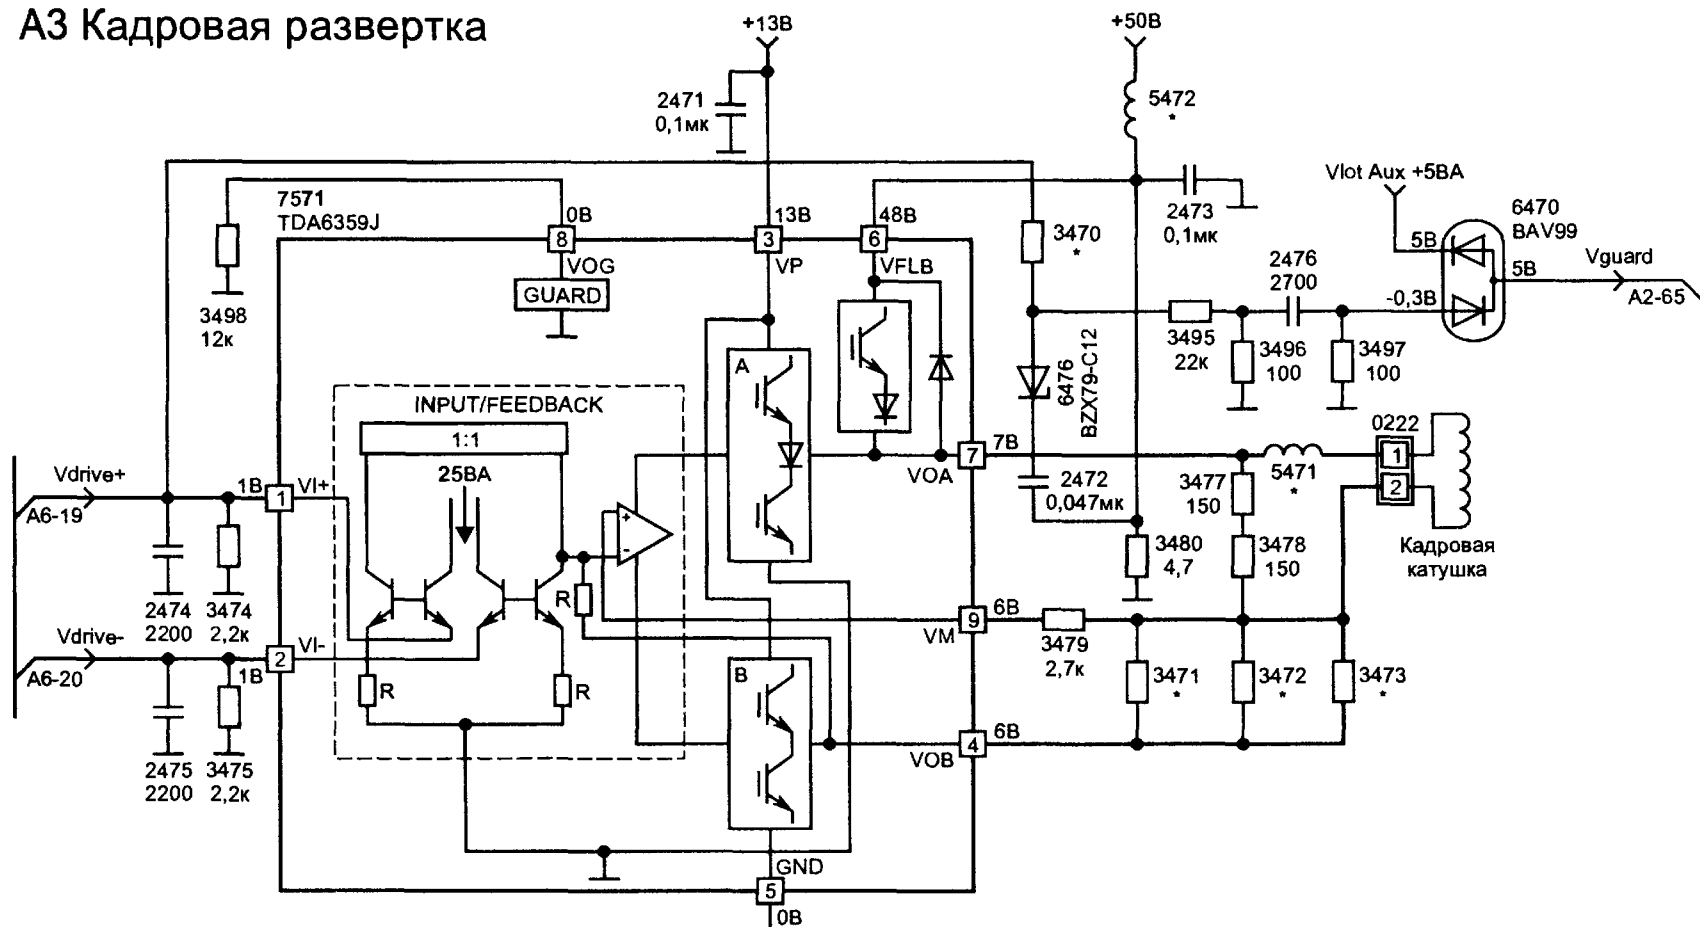 А3 Кадровая развертка
+13В
+50В
2471
0,1мк
5472
*
7571
TDA6359J
3498
12к
0В
8
VOG
GUARD
13В
3
VP
48В
6
VFLB
3470
*
2473
0,1мк
Vlot Aux +5ВА
6470
BAV99
5В
5В
-0,3В
Vguard
A2-65
2476
2700
3495
22к
3496
100
3497
100
6476
BZX79-C12
INPUT/FEEDBACK
1:1
25ВА
A
7В
7
VOA
2472
0,047мк
3477
150
5471
*
0222
1
2
Кадровая
катушка
3478
150
3480
4,7
Vdrive+
A6-19
1В
1
VI+
2474
2200
3474
2,2к
+
-
R
Vdrive-
A6-20
1В
2
VI-
2475
2200
3475
2,2к
R
R
6В
9
VM
3479
2,7к
3471
*
3472
*
3473
*
B
6В
4
VOB
GND
5
0В